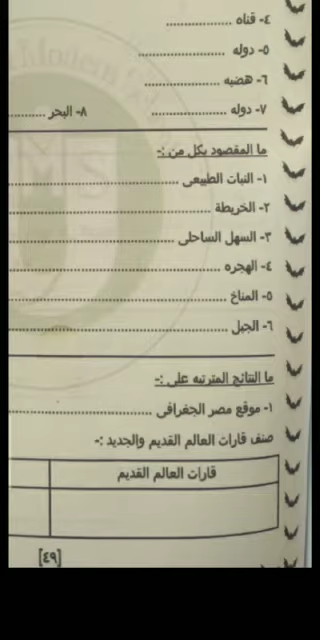 ٤- قناه ..................
٥- دوله ........................
٦- هضبه ........................
٧- دوله ........................ ٨- البحر ..........
ما المقصود بكل من :-
١- النبات الطبيعى ................................................
٢- الخريطة ................................................
٣- السهل الساحلى ................................................
٤- الهجره ................................................
٥- المناخ ................................................
٦- الجبل ................................................
ما النتائج المترتبه على :-
١- موقع مصر الجغرافى ................................................
صنف قارات العالم القديم والجديد :-
قارات العالم القديم
[٤٩]